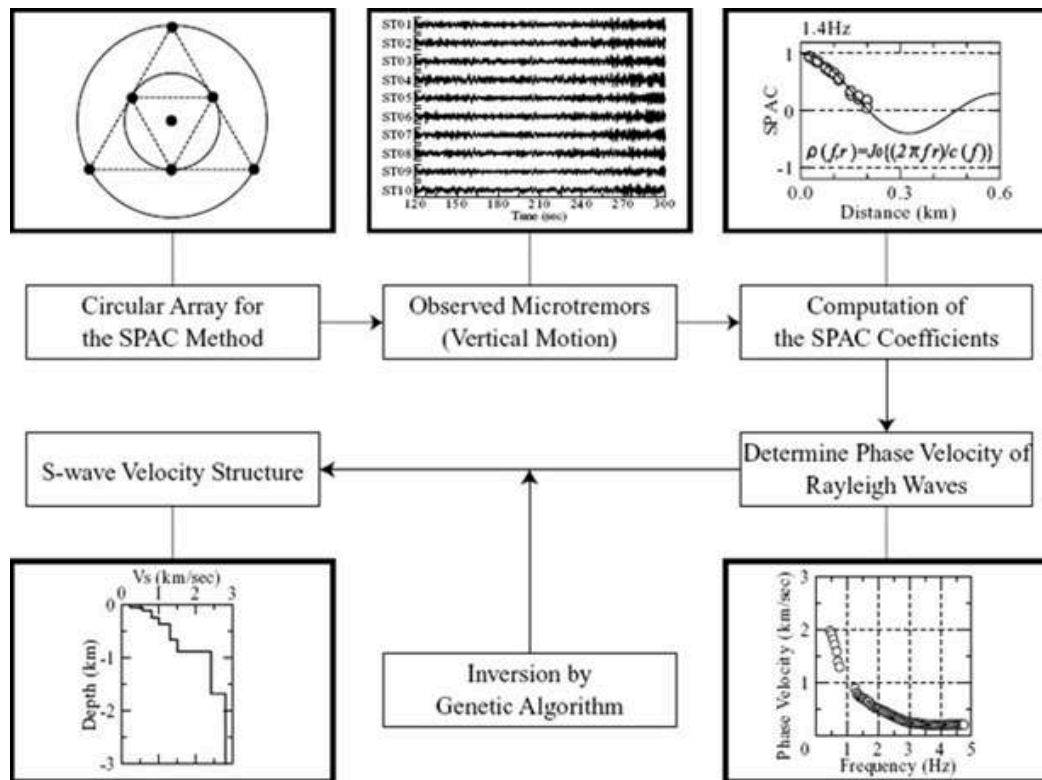 ST01
ST02
ST03
ST04
ST05
ST06
ST07
ST08
ST09
ST10
120 150 180 210 240 270 300
Time (sec)
1.4Hz
1
0
-1
SPAC
ρ(f,r)=J0{(2πfr)/c(f)}
0.0 0.3 0.6
Distance (km)
Circular Array for
the SPAC Method
Observed Microtremors
(Vertical Motion)
Computation of
the SPAC Coefficients
S-wave Velocity Structure
Determine Phase Velocity of
Rayleigh Waves
Inversion by
Genetic Algorithm
Vs (km/sec)
0 1 2 3
0
-1
-2
-3
Depth (km)
3
2
1
0
Phase Velocity (km/sec)
1 2 3 4 5
Frequency (Hz)